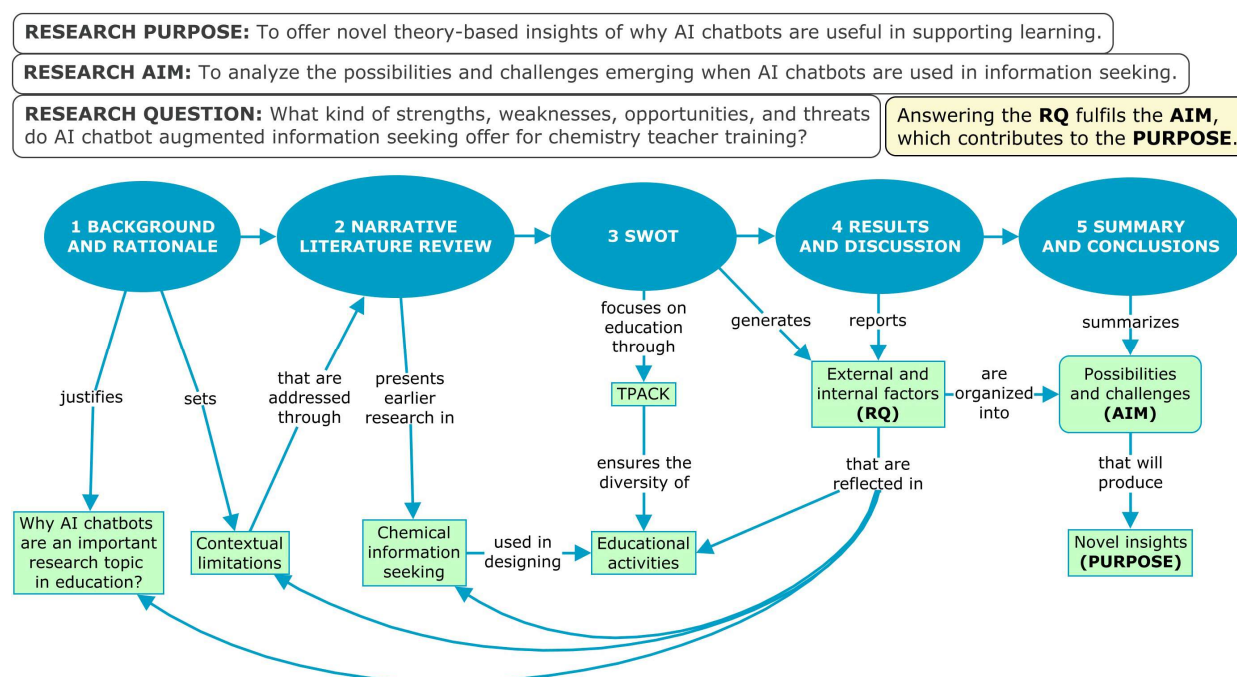 RESEARCH PURPOSE: To offer novel theory-based insights of why AI chatbots are useful in supporting learning.
RESEARCH AIM: To analyze the possibilities and challenges emerging when AI chatbots are used in information seeking.
RESEARCH QUESTION: What kind of strengths, weaknesses, opportunities, and threats
do AI chatbot augmented information seeking offer for chemistry teacher training?
Answering the RQ fulfils the AIM,
which contributes to the PURPOSE.
1 BACKGROUND
AND RATIONALE
2 NARRATIVE
LITERATURE REVIEW
3 SWOT
4 RESULTS
AND DISCUSSION
5 SUMMARY
AND CONCLUSIONS
justifies
sets
that are
addressed
through
presents
earlier
research in
focuses on
education
through
generates
reports
summarizes
TPACK
External and
internal factors
(RQ)
are
organized
into
Possibilities
and challenges
(AIM)
ensures the
diversity of
that are
reflected in
that will
produce
Why AI chatbots
are an important
research topic
in education?
Contextual
limitations
Chemical
information
seeking
used in
designing
Educational
activities
Novel insights
(PURPOSE)